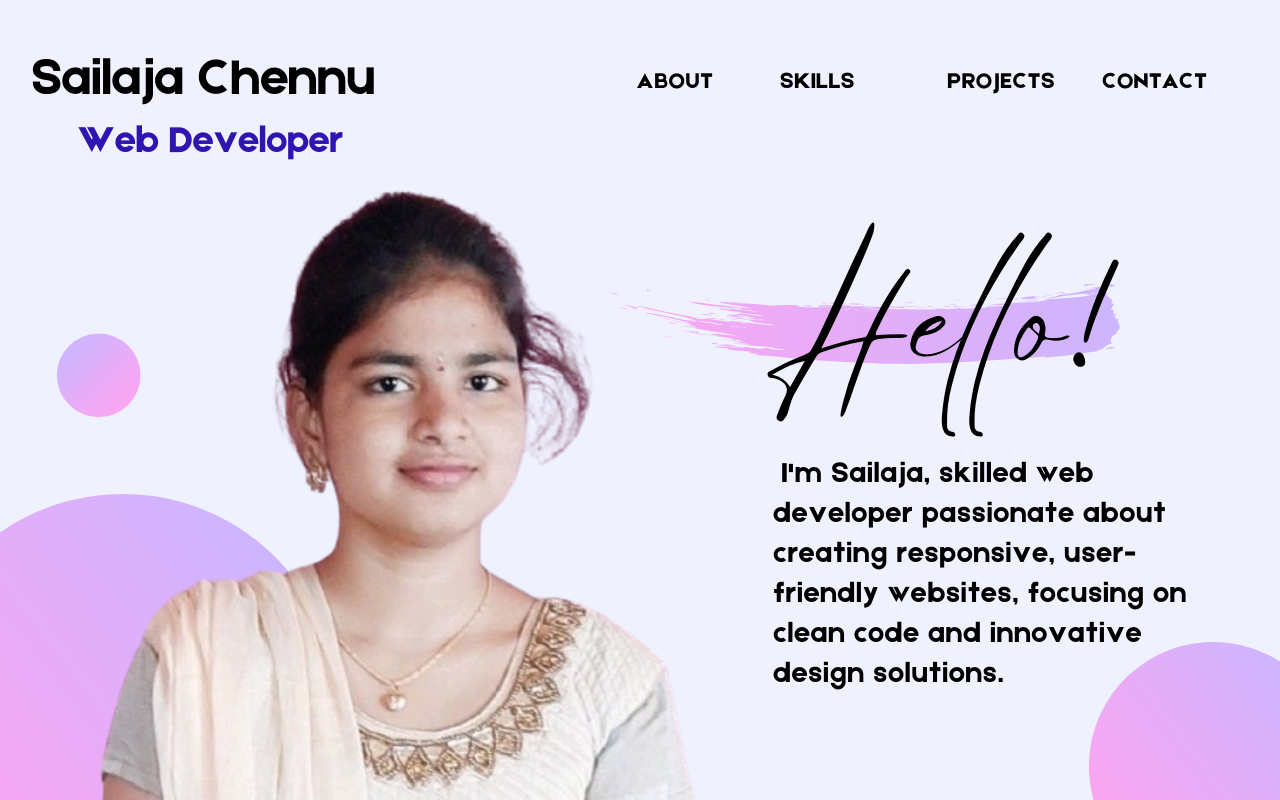 Sailaja Chennu
Web Developer
ABOUT SKILLS PROJECTS CONTACT
Hello!
I'm Sailaja, skilled web
developer passionate about
creating responsive, user-
friendly websites, focusing on
clean code and innovative
design solutions.